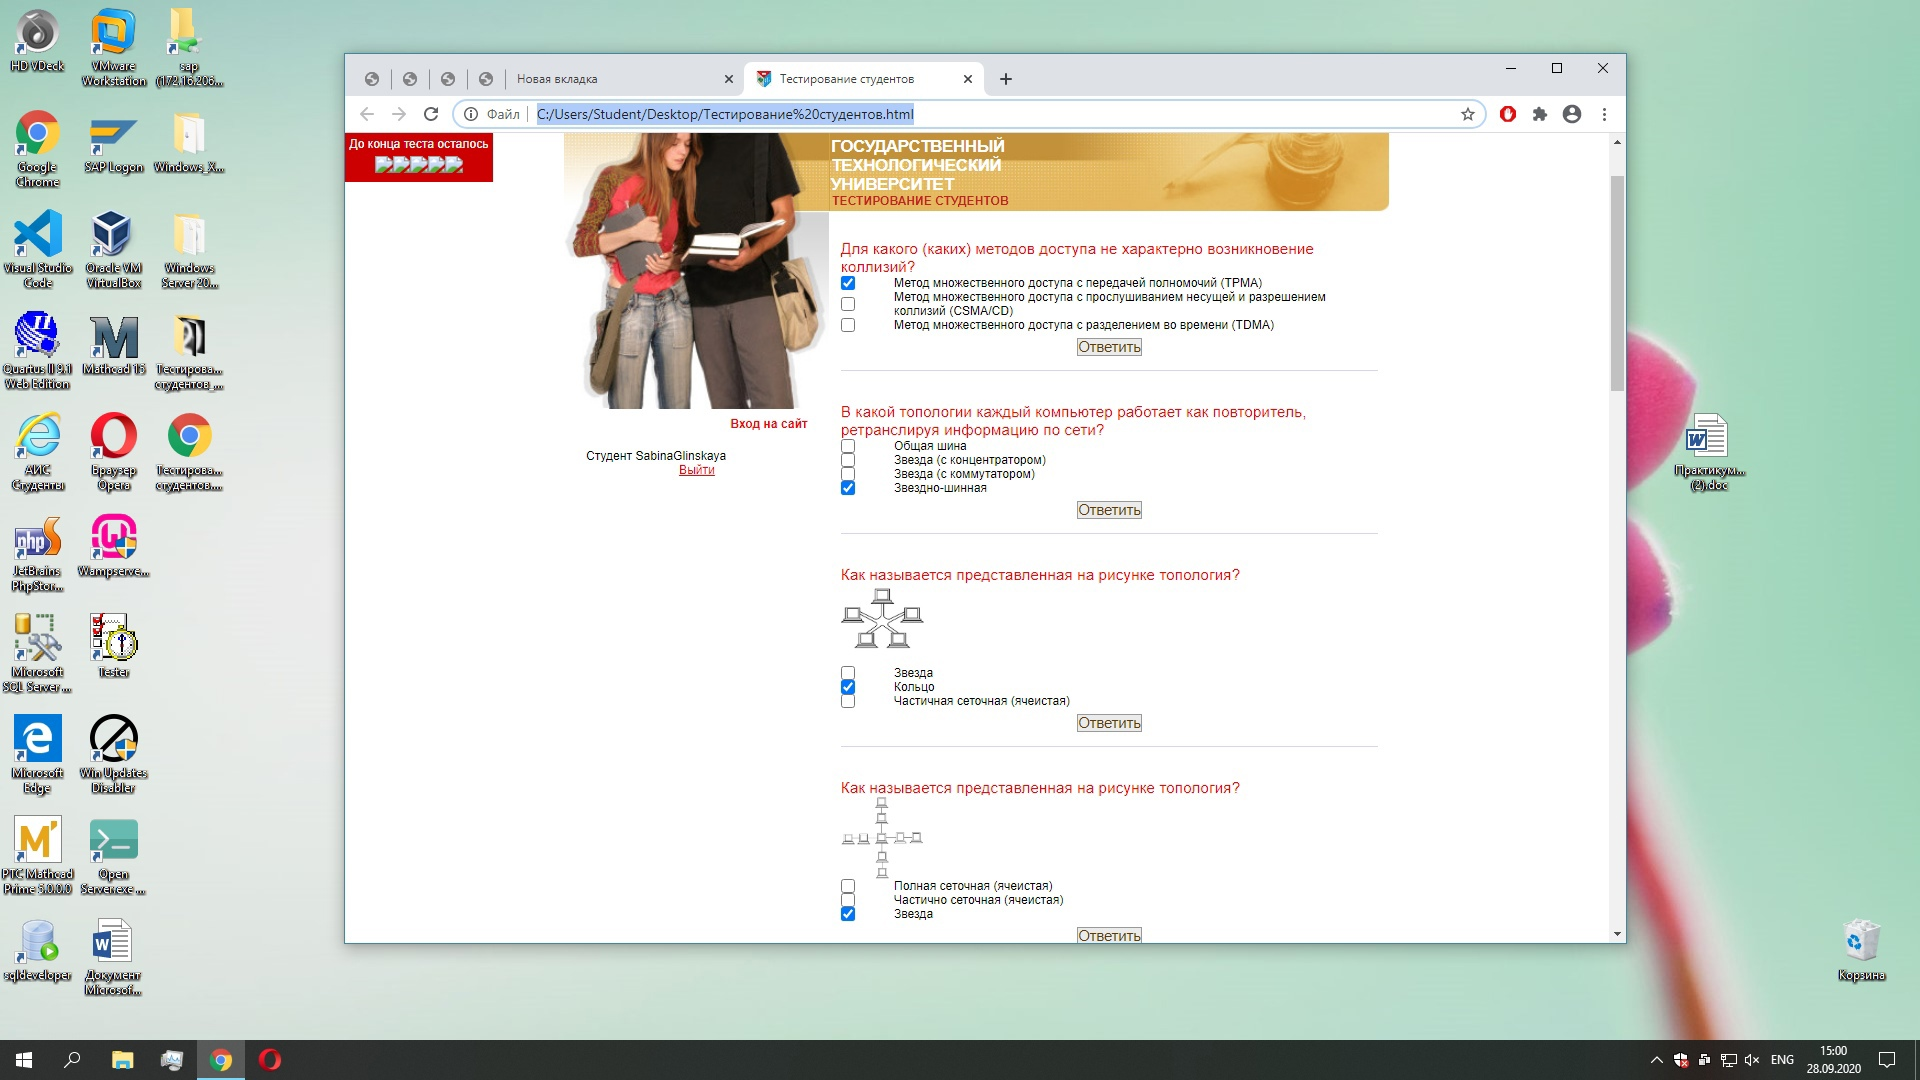 HD VDeck
VMware
Workstation
sap
(172.16.206...
Google
Chrome
SAP Logon
Windows_X...
Visual Studio
Code
Oracle VM
VirtualBox
Windows
Server 20...
Quartus II 9.1
Web Edition
Mathcad 15
Тестирова...
студентов_...
АИС
Студенты
Браузер
Opera
Тестирова...
студентов....
JetBrains
PhpStor...
Wampserve...
Microsoft
SQL Server ...
Tester
Microsoft
Edge
Win Updates
Disabler
PTC Mathcad
Prime 5.0.0.0
Open
Server.exe ...
sqldeveloper
Документ
Microsof...
Новая вкладка
Тестирование студентов
Файл
C:/Users/Student/Desktop/Тестирование%20студентов.html
До конца теста осталось
ГОСУДАРСТВЕННЫЙ
ТЕХНОЛОГИЧЕСКИЙ
УНИВЕРСИТЕТ
ТЕСТИРОВАНИЕ СТУДЕНТОВ
Вход на сайт
Студент SabinaGlinskaya
Выйти
Для какого (каких) методов доступа не характерно возникновение
коллизий?
Метод множественного доступа с передачей полномочий (TPMA)
Метод множественного доступа с прослушиванием несущей и разрешением
коллизий (CSMA/CD)
Метод множественного доступа с разделением во времени (TDMA)
Ответить
В какой топологии каждый компьютер работает как повторитель,
ретранслируя информацию по сети?
Общая шина
Звезда (с концентратором)
Звезда (с коммутатором)
Звездно-шинная
Ответить
Как называется представленная на рисунке топология?
Звезда
Кольцо
Частичная сеточная (ячеистая)
Ответить
Как называется представленная на рисунке топология?
Полная сеточная (ячеистая)
Частично сеточная (ячеистая)
Звезда
Ответить
Практикум...
(2).doc
Корзина
ENG
15:00
28.09.2020